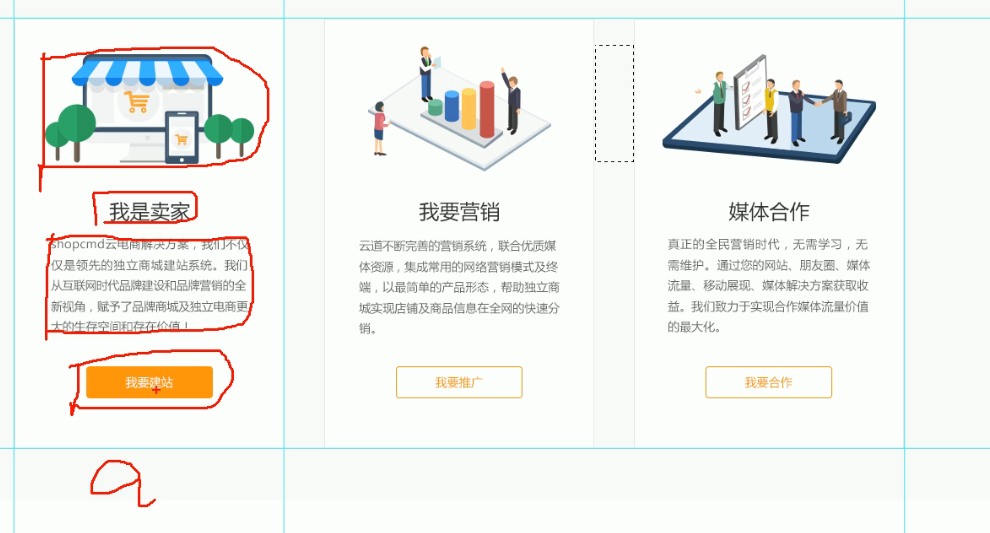 我是卖家
shopcmd云电商解决方案，我们不仅
仅是领先的独立商城建站系统。我们
从互联网时代品牌建设和品牌营销的全
新视角，赋予了品牌商城及独立电商更
大的生存空间和存在价值！
我要建站
a
我要营销
云道不断完善的营销系统，联合优质媒
体资源，集成常用的网络营销模式及终
端，以最简单的产品形态，帮助独立商
城实现店铺及商品信息在全网的快速分
销。
我要推广
媒体合作
真正的全民营销时代，无需学习，无
需维护。通过您的网站、朋友圈、媒体
流量、移动展现、媒体解决方案获取收
益。我们致力于实现合作媒体流量价值
的最大化。
我要合作